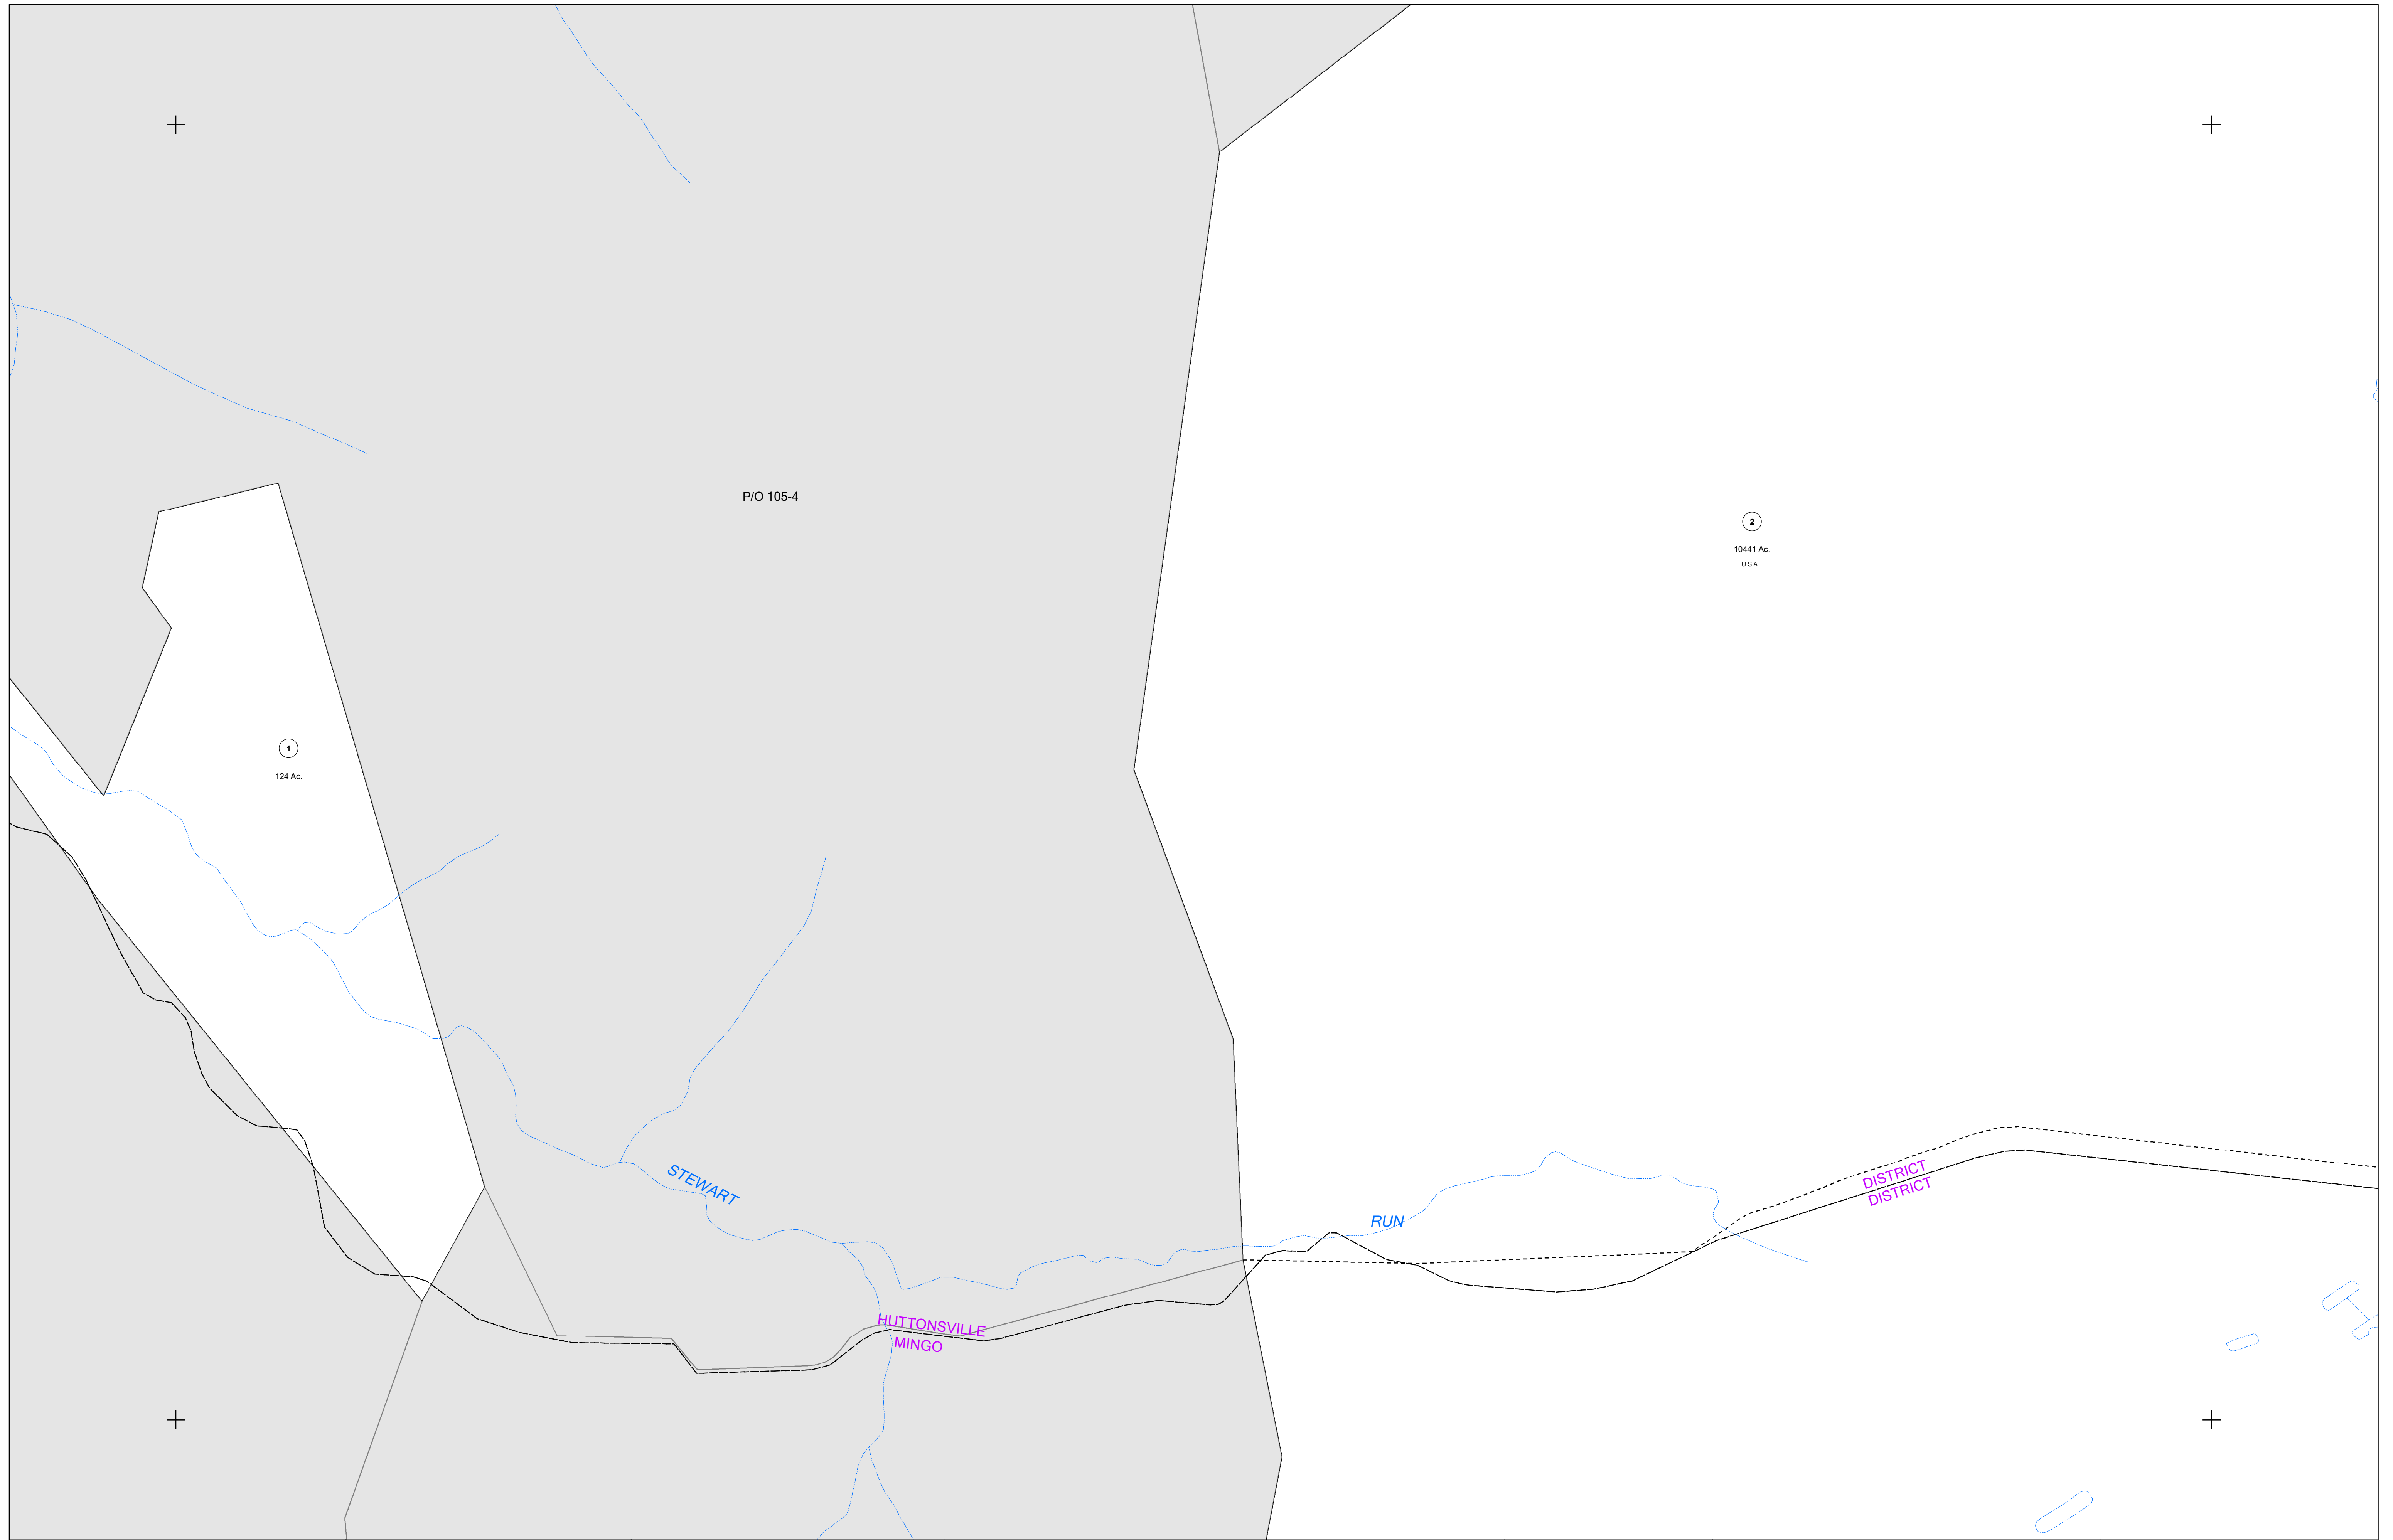 P/O 105-4
2
10441 Ac.
U.S.A.
1
124 Ac.
STEWART
RUN
DISTRICT
DISTRICT
HUTTONSVILLE
MINGO